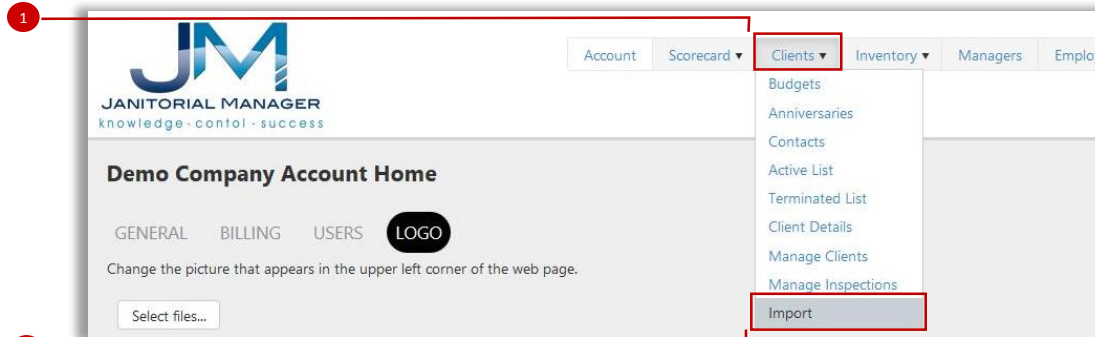 1
JM
Account Scorecard ▾ Clients ▾ Inventory ▾ Managers Emplo
JANITORIAL MANAGER
knowledge · contol · success
Budgets
Anniversaries
Contacts
Active List
Terminated List
Client Details
Manage Clients
Manage Inspections
Import
Demo Company Account Home
GENERAL BILLING USERS LOGO
Change the picture that appears in the upper left corner of the web page.
Select files...